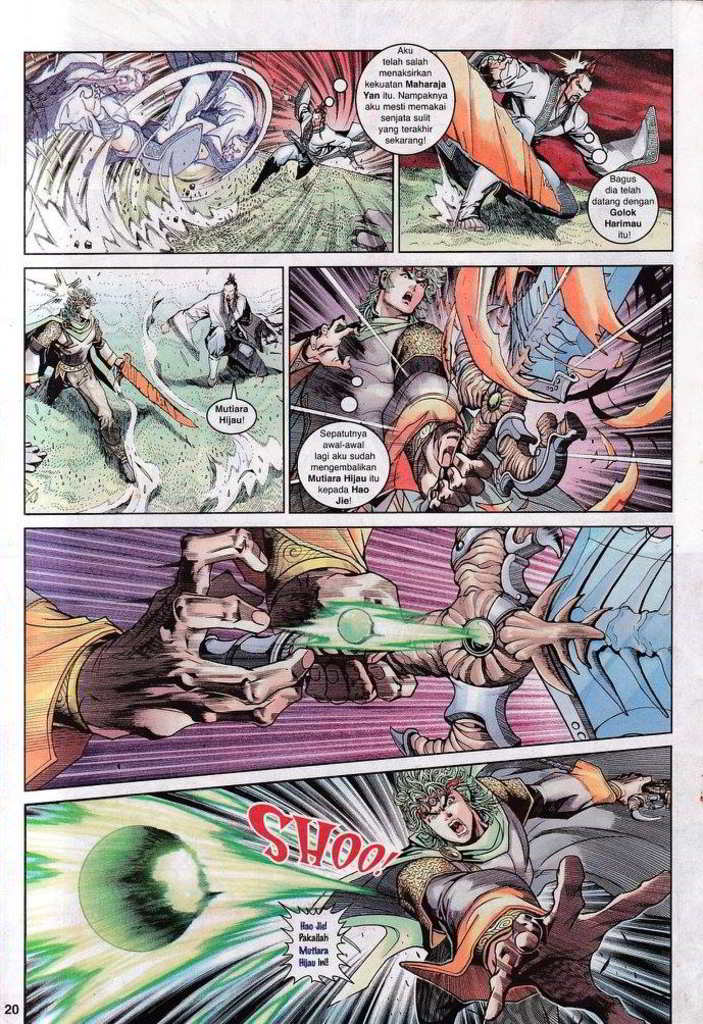 Aku
telah salah
menaksirkan
kekuatan Maharaja
Yan itu. Nampaknya
aku mesti memakai
senjata sulit
yang terakhir
sekarang!
Bagus
dia telah
datang dengan
Golok
Harimau
itu!
Mutiara
Hijau!
Sepatutnya
awal-awal
lagi aku sudah
mengembalikan
Mutiara Hijau itu
kepada Hao
Jie!
SHOO!
Hao Jie!
Pakailah
Mutiara
Hijau ini!
20